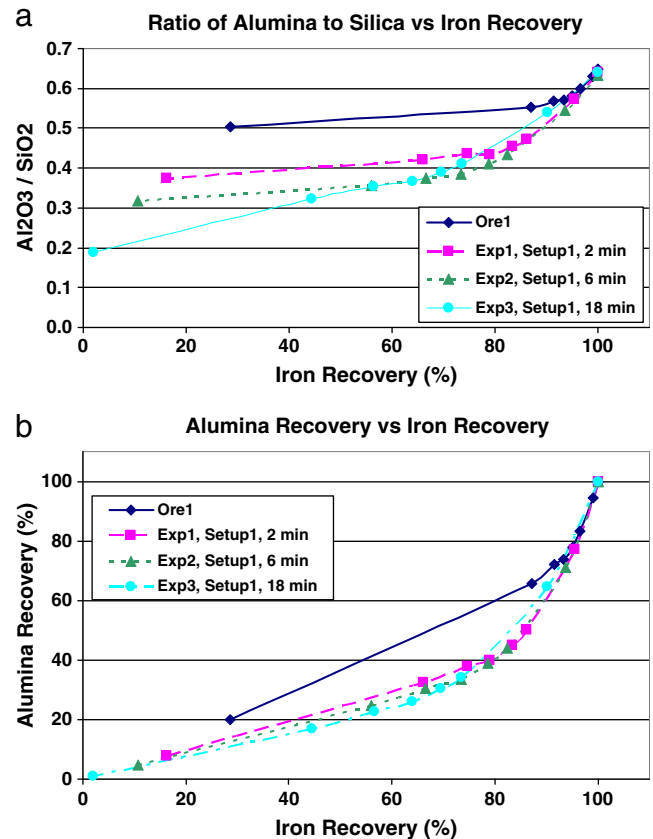 a
Ratio of Alumina to Silica vs Iron Recovery
0.7
0.6
0.5
0.4
0.3
0.2
0.1
0.0
Al2O3 / SiO2
Ore1
Exp1, Setup1, 2 min
Exp2, Setup1, 6 min
Exp3, Setup1, 18 min
0 20 40 60 80 100
Iron Recovery (%)
b
Alumina Recovery vs Iron Recovery
100
80
60
40
20
0
Alumina Recovery (%)
Ore1
Exp1, Setup1, 2 min
Exp2, Setup1, 6 min
Exp3, Setup1, 18 min
0 20 40 60 80 100
Iron Recovery (%)